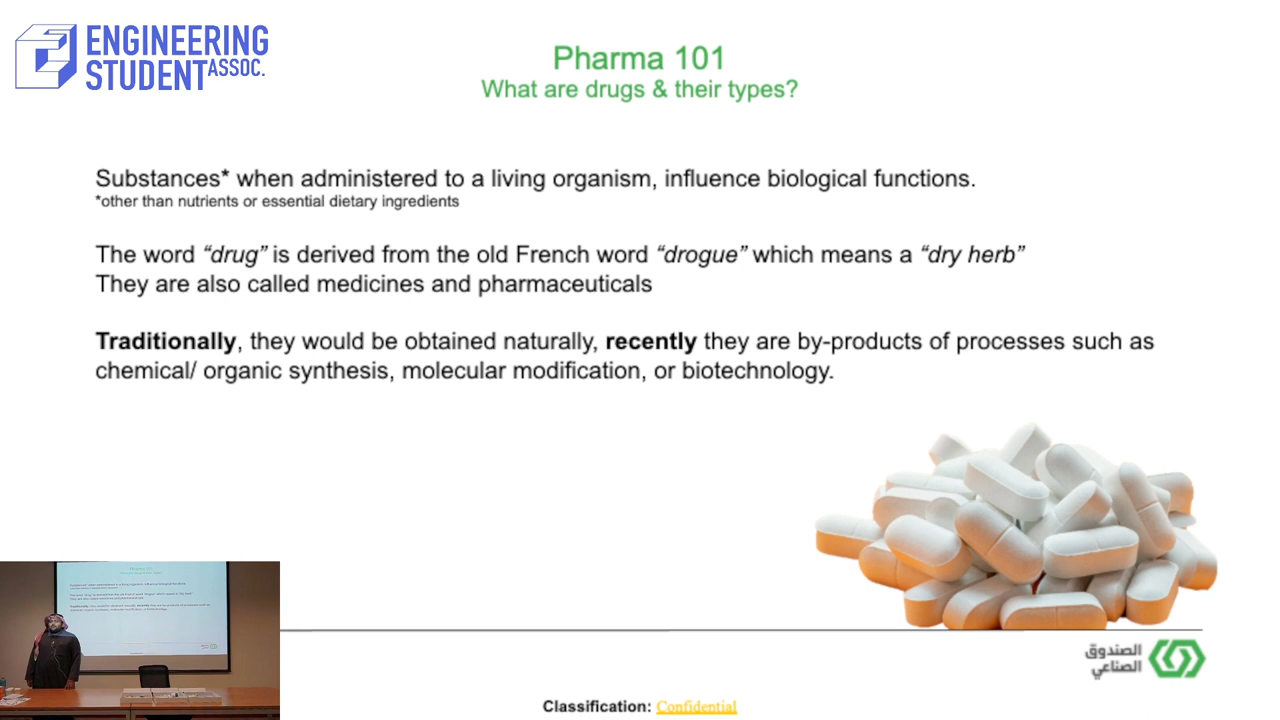 ENGINEERING
STUDENT ASSOC.
Pharma 101
What are drugs & their types?
Substances* when administered to a living organism, influence biological functions.
*other than nutrients or essential dietary ingredients
The word “drug” is derived from the old French word “drogue” which means a “dry herb”
They are also called medicines and pharmaceuticals
Traditionally, they would be obtained naturally, recently they are by-products of processes such as
chemical/ organic synthesis, molecular modification, or biotechnology.
الصندوق
الصناعي
Classification: Confidential